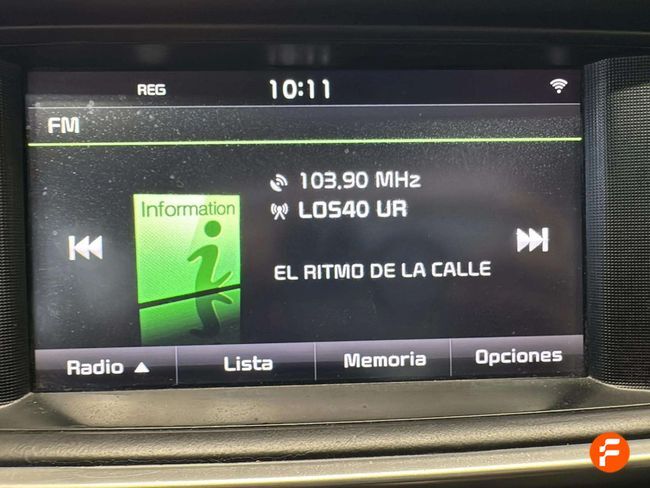 REG
10:11
FM
103.90 MHz
Information
LOS40 UR
i
EL RITMO DE LA CALLE
Radio ▲
Lista
Memoria
Opciones